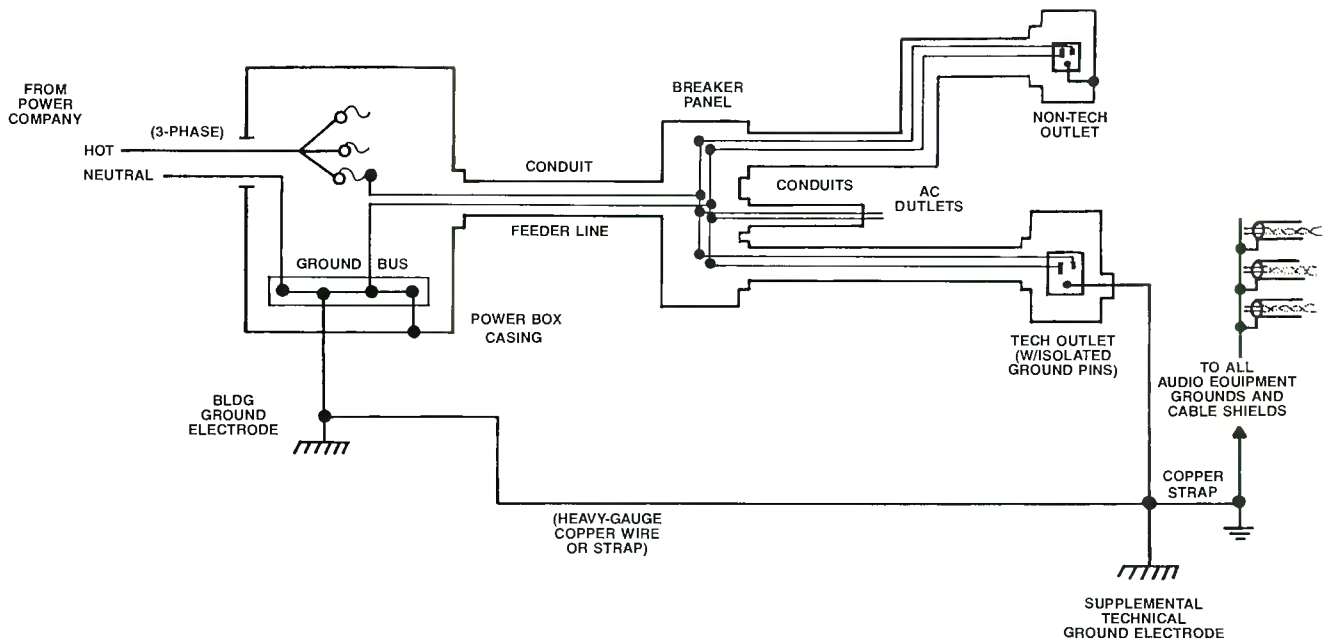 FROM
POWER
COMPANY
(3-PHASE)
HOT
NEUTRAL
GROUND BUS
POWER BOX
CASING
BLDG
GROUND
ELECTRODE
CONDUIT
FEEDER LINE
BREAKER
PANEL
CONDUITS
AC
DUTLETS
NON-TECH
OUTLET
TECH OUTLET
(W/ISOLATED
GROUND PINS)
TO ALL
AUDIO EQUIPMENT
GROUNDS AND
CABLE SHIELDS
COPPER
STRAP
(HEAVY-GAUGE
COPPER WIRE
OR STRAP)
SUPPLEMENTAL
TECHNICAL
GROUND ELECTRODE